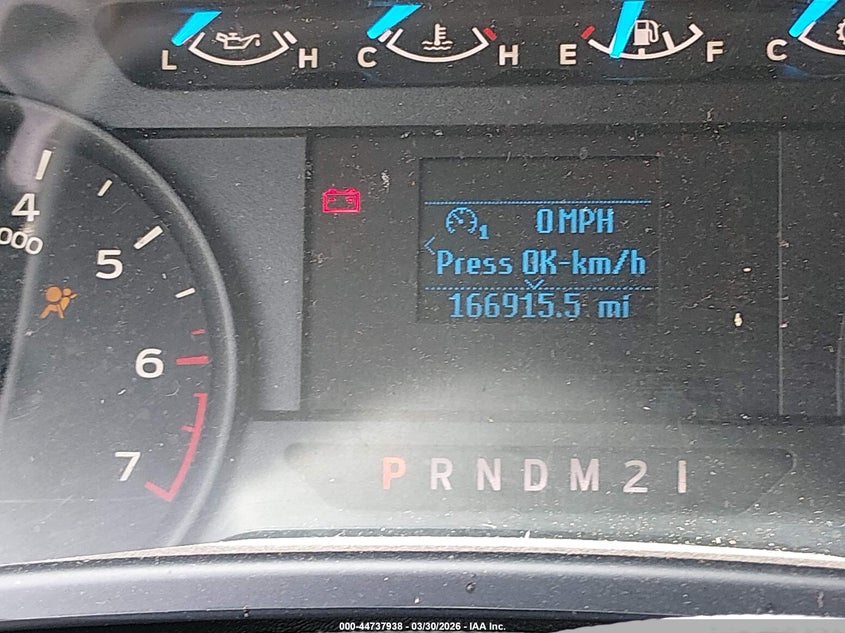 L H C H E F C
4
000
5
6
7
1 0 MPH
Press OK-km/h
166915.5 mi
P R N D M 2 1
000-44737938 - 03/30/2026 - IAA Inc.